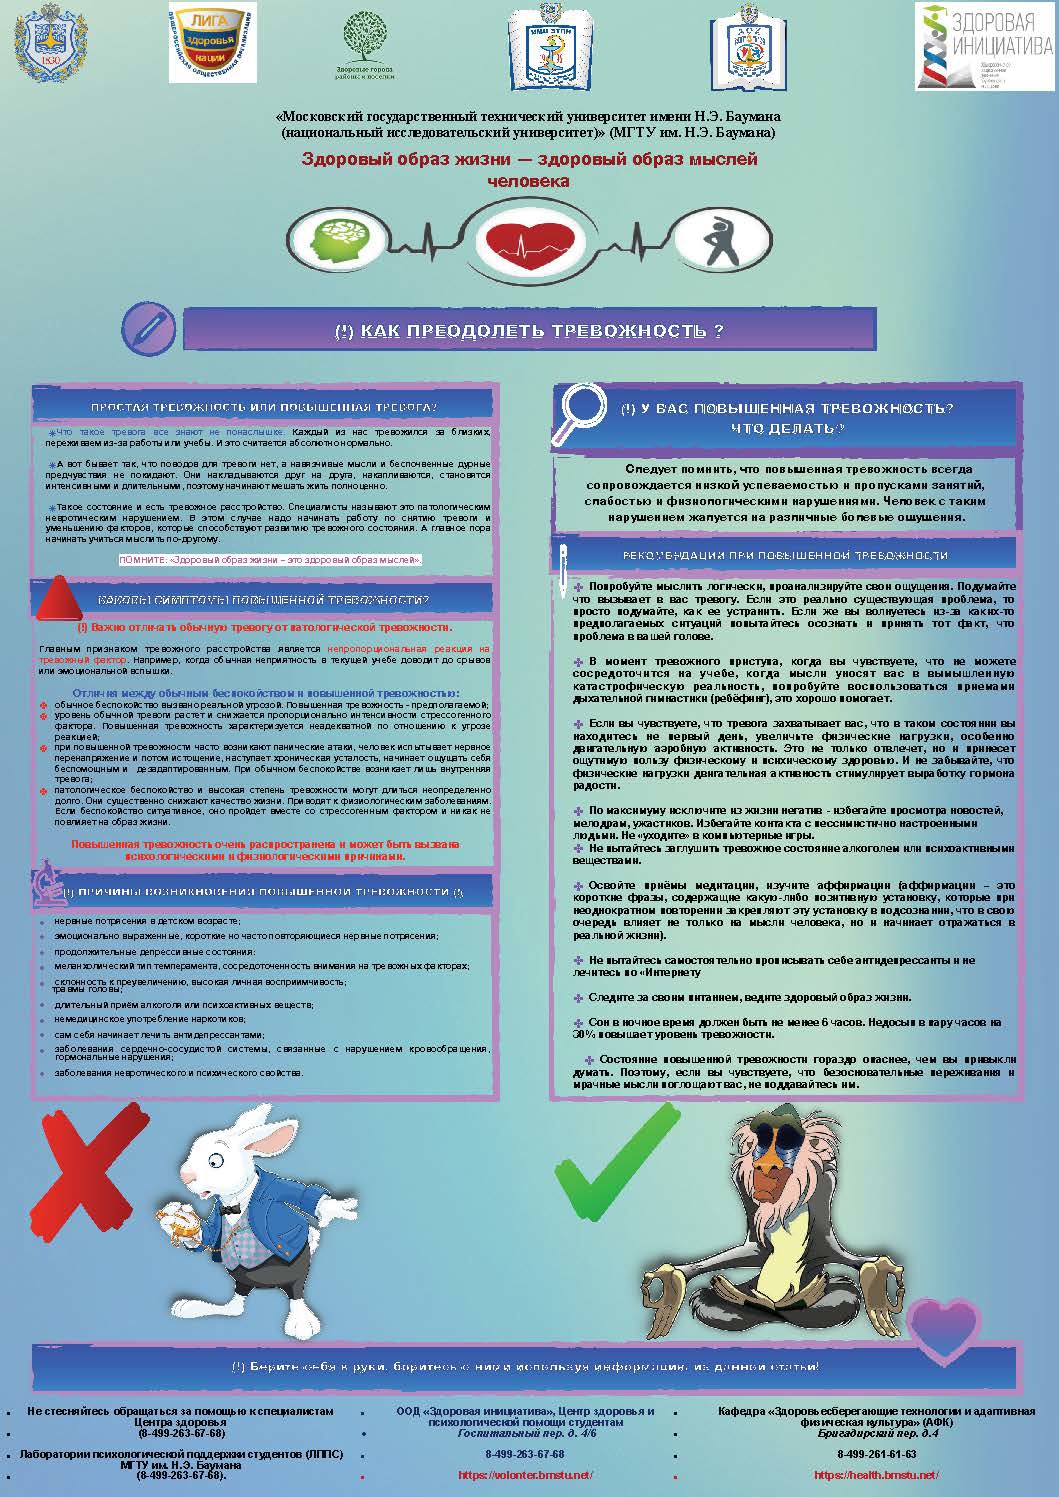 1830
ЛИГА
здоровья
нации
ОБЩЕРОССИЙСКАЯ ОБЩЕСТВЕННАЯ ОРГАНИЗАЦИЯ
Здоровые города
районы и поселки
ЗДОРОВАЯ
ИНИЦИАТИВА
«Московский государственный технический университет имени Н.Э. Баумана
(национальный исследовательский университет)» (МГТУ им. Н.Э. Баумана)
Здоровый образ жизни — здоровый образ мыслей
человека
(!) КАК ПРЕОДОЛЕТЬ ТРЕВОЖНОСТЬ ?
ПРОСТАЯ ТРЕВОЖНОСТЬ ИЛИ ПОВЫШЕННАЯ ТРЕВОГА?
Что такое тревога все знают не понаслышке. Каждый из нас тревожился за близких,
переживаем из-за работы или учебы. И это считается абсолютно нормально.
А вот бывает так, что поводов для тревоги нет, а навязчивые мысли и беспочвенные дурные
предчувствия не покидают. Они накладываются друг на друга, накапливаются, становятся
интенсивными и длительными, поэтому начинают мешать жить полноценно.
Такое состояние и есть тревожное расстройство. Специалисты называют это патологическим
невротическим нарушением. В этом случае надо начинать работу по снятию тревоги и
уменьшению факторов, которые способствуют развитию тревожного состояния. А главное пора
начинать учиться мыслить по-другому.
ПОМНИТЕ: «Здоровый образ жизни – это здоровый образ мыслей».
КАКОВЫ СИМПТОМЫ ПОВЫШЕННОЙ ТРЕВОЖНОСТИ?
(!) Важно отличать обычную тревогу от патологической тревожности.
Главным признаком тревожного расстройства является непропорциональная реакция на
тревожный фактор. Например, когда обычная неприятность в текущей учебе доводит до срывов
или эмоциональной вспышки.
Отличия между обычным беспокойством и повышенной тревожностью:
обычное беспокойство вызвано реальной угрозой. Повышенная тревожность - предполагаемой;
уровень обычной тревоги растет и снижается пропорционально интенсивности стрессогенного
фактора. Повышенная тревожность характеризуется неадекватной по отношению к угрозе
реакцией;
при повышенной тревожности часто возникают панические атаки, человек испытывает нервное
перенапряжение и потом истощение, наступает хроническая усталость, начинает ощущать себя
беспомощным и дезадаптированным. При обычном беспокойстве возникает лишь внутренняя
тревога;
патологическое беспокойство и высокая степень тревожности могут длиться неопределенно
долго. Они существенно снижают качество жизни. Приводят к физиологическим заболеваниям.
Если беспокойство ситуативное, оно пройдет вместе со стрессогенным фактором и никак не
повлияет на образ жизни.
Повышенная тревожность очень распространена и может быть вызвана
психологическими и физиологическими причинами.
(!) ПРИЧИНЫ ВОЗНИКНОВЕНИЯ ПОВЫШЕННОЙ ТРЕВОЖНОСТИ (!)
нервные потрясения в детском возрасте;
эмоционально выраженные, короткие но часто повторяющиеся нервные потрясения;
продолжительные депрессивные состояния;
меланхолический тип темперамента, сосредоточенность внимания на тревожных факторах;
склонность к преувеличению, высокая личная восприимчивость;
травмы головы;
длительный приём алкоголя или психоактивных веществ;
немедицинское употребление наркотиков;
сам себя начинает лечить антидепрессантами;
заболевания сердечно-сосудистой системы, связанные с нарушением кровообращения,
гормональные нарушения;
заболевания невротического и психического свойства.
(!) У ВАС ПОВЫШЕННАЯ ТРЕВОЖНОСТЬ?
ЧТО ДЕЛАТЬ?
Следует помнить, что повышенная тревожность всегда
сопровождается низкой успеваемостью и пропусками занятий,
слабостью и физиологическими нарушениями. Человек с таким
нарушением жалуется на различные болевые ощущения.
РЕКОМЕНДАЦИИ ПРИ ПОВЫШЕННОЙ ТРЕВОЖНОСТИ
Попробуйте мыслить логически, проанализируйте свои ощущения. Подумайте
что вызывает в вас тревогу. Если это реально существующая проблема, то
просто подумайте, как ее устранить. Если же вы волнуетесь из-за каких-то
предполагаемых ситуаций попытайтесь осознать и принять тот факт, что
проблема в вашей голове.
В момент тревожного приступа, когда вы чувствуете, что не можете
сосредоточится на учебе, когда мысли уносят вас в вымышленную
катастрофическую реальность, попробуйте воспользоваться приемами
дыхательной гимнастики (ребёфинг), это хорошо помогает.
Если вы чувствуете, что тревога захватывает вас, что в таком состоянии вы
находитесь не первый день, увеличьте физические нагрузки, особенно
двигательную аэробную активность. Это не только отвлечет, но и принесет
ощутимую пользу физическому и психическому здоровью. И не забывайте, что
физические нагрузки двигательная активность стимулирует выработку гормона
радости.
По максимуму исключите из жизни негатив - избегайте просмотра новостей,
мелодрам, ужастиков. Избегайте контакта с пессимистично настроенными
людьми. Не «уходите» в компьютерные игры.
Не пытайтесь заглушить тревожное состояние алкоголем или психоактивными
веществами.
Освойте приёмы медитации, изучите аффирмации (аффирмации – это
короткие фразы, содержащие какую-либо позитивную установку, которые при
неоднократном повторении закрепляют эту установку в подсознании, что в свою
очередь влияет не только на мысли человека, но и начинает отражаться в
реальной жизни).
Не пытайтесь самостоятельно прописывать себе антидепрессанты и не
лечитесь по «Интернету
Следите за своим питанием, ведите здоровый образ жизни.
Сон в ночное время должен быть не менее 6 часов. Недосып в пару часов на
30% повышает уровень тревожности.
Состояние повышенной тревожности гораздо опаснее, чем вы привыкли
думать. Поэтому, если вы чувствуете, что безосновательные переживания и
мрачные мысли поглощают вас, не поддавайтесь им.
(!) Берите себя в руки, боритесь с ними используя информация, из данной статьи!
Не стесняйтесь обращаться за помощью к специалистам
Центра здоровья
(8-499-263-67-68)
Лаборатории психологической поддержки студентов (ЛППС)
МГТУ им. Н.Э. Баумана
(8-499-263-67-68).
ООД «Здоровая инициатива», Центр здоровья и
психологической помощи студентам
Госпитальный пер. д. 4/6
8-499-263-67-68
https://volonter.bmstu.net/
Кафедра «Здоровьесберегающие технологии и адаптивная
физическая культура» (АФК)
Бригадирский пер. д.4
8-499-261-61-63
https://health.bmstu.net/